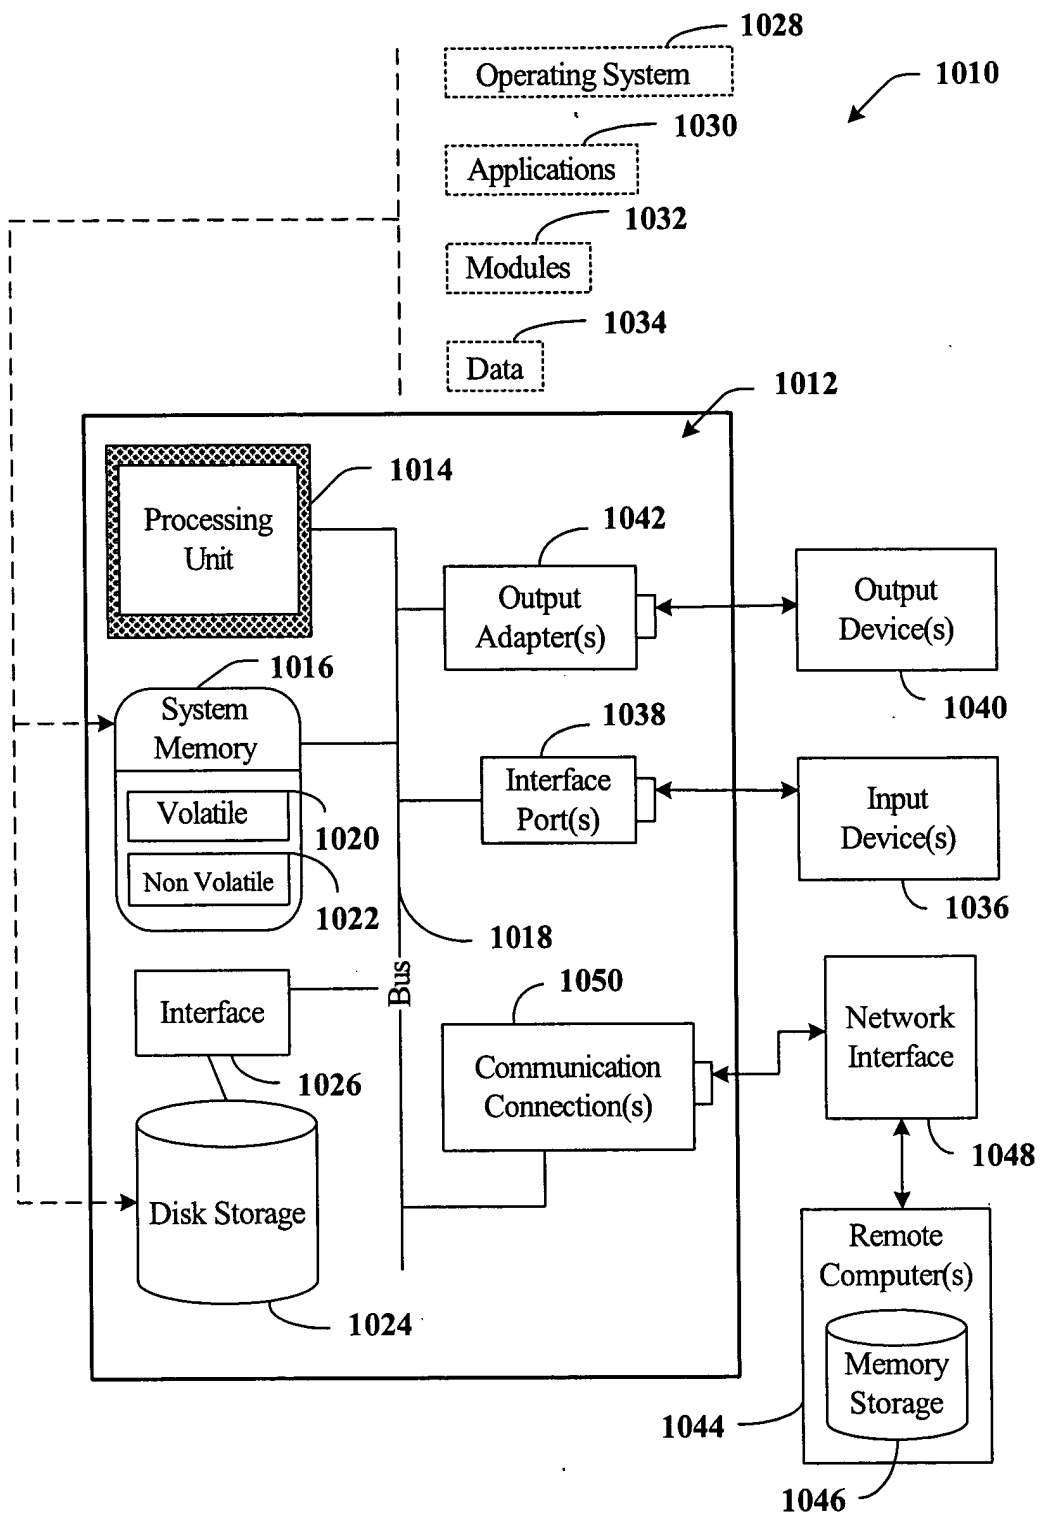 1028
Operating System
1010
1030
Applications
1032
Modules
1034
Data
1012
1014
Processing
Unit
1042
Output
Adapter(s)
Output
Device(s)
1040
1016
System
Memory
1038
Interface
Port(s)
Input
Device(s)
1036
Volatile
1020
Non Volatile
1022
1018
Bus
1050
Interface
1026
Communication
Connection(s)
Network
Interface
1048
Disk Storage
1024
Remote
Computer(s)
Memory
Storage
1044
1046